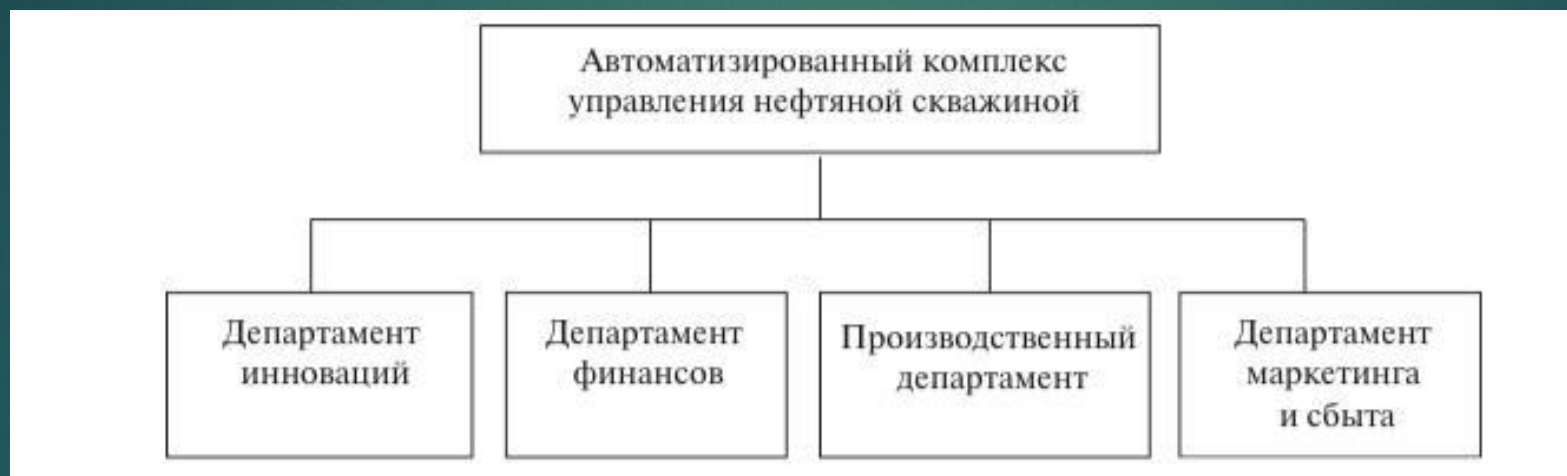 Автоматизированный комплекс
управления нефтяной скважиной
Департамент
инноваций
Департамент
финансов
Производственный
департамент
Департамент
маркетинга
и сбыта